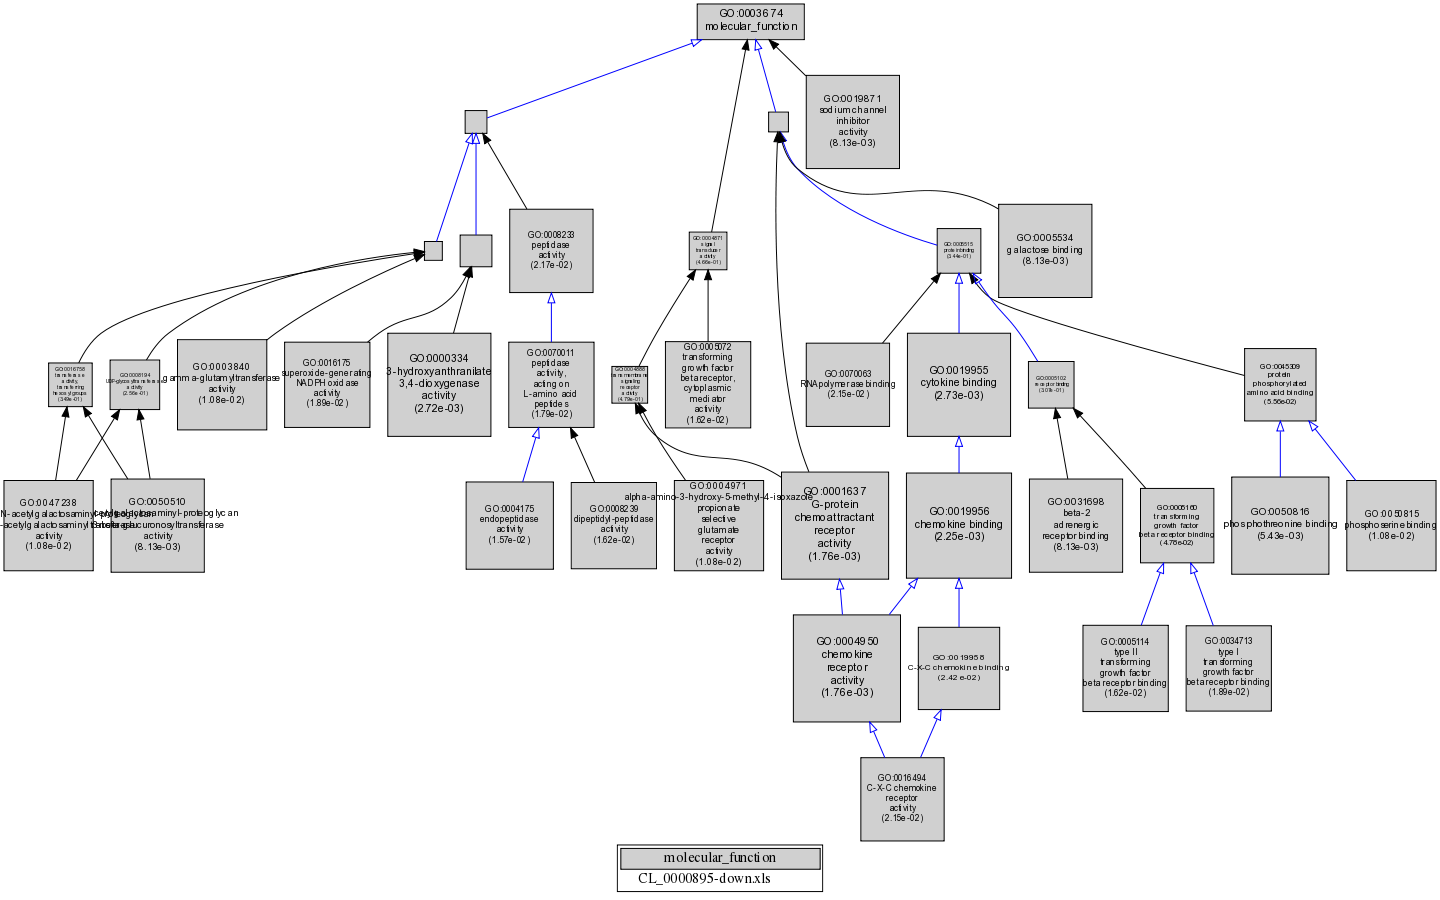 GO:0003674
molecular_function
GO:0019871
sodium channel
inhibitor
activity
(8.13e-03)
GO:0008233
peptidase
activity
(2.17e-02)
GO:0004871
signal
transducer
activity
(4.66e-01)
GO:0005515
protein binding
(3.44e-01)
GO:0005534
galactose binding
(8.13e-03)
GO:0016758
transferase
activity,
transferring
hexosyl groups
(3.49e-01)
GO:0008194
UDP-glycosyltransferase
activity
(2.56e-01)
GO:0003840
gamma-glutamyltransferase
activity
(1.08e-02)
GO:0016175
superoxide-generating
NADPH oxidase
activity
(1.89e-02)
GO:0000334
3-hydroxyanthranilate
3,4-dioxygenase
activity
(2.72e-03)
GO:0070011
peptidase
activity,
acting on
L-amino acid
peptides
(1.79e-02)
GO:0004888
transmembrane
signaling
receptor
activity
(4.79e-01)
GO:0005072
transforming
growth factor
beta receptor,
cytoplasmic
mediator
activity
(1.62e-02)
GO:0070063
RNA polymerase binding
(2.15e-02)
GO:0019955
cytokine binding
(2.73e-03)
GO:0005102
receptor binding
(3.01e-01)
GO:0045309
protein
phosphorylated
amino acid binding
(5.56e-02)
GO:0047238
activity
(1.08e-02)
GO:0050510
activity
(8.13e-03)
GO:0004175
endopeptidase
activity
(1.57e-02)
GO:0008239
dipeptidyl-peptidase
activity
(1.62e-02)
GO:0004971
alpha-amino-3-hydroxy-5-methyl-4-isoxazole
propionate
selective
glutamate
receptor
activity
(1.08e-02)
GO:0001637
G-protein
chemoattractant
receptor
activity
(1.76e-03)
GO:0019956
chemokine binding
(2.25e-03)
GO:0031698
beta-2
adrenergic
receptor binding
(8.13e-03)
GO:0005160
transforming
growth factor
beta receptor binding
(4.76e-02)
GO:0050816
phosphothreonine binding
(5.43e-03)
GO:0050815
phosphoserine binding
(1.08e-02)
GO:0004950
chemokine
receptor
activity
(1.76e-03)
GO:0019958
C-X-C chemokine binding
(2.42e-02)
GO:0005114
type II
transforming
growth factor
beta receptor binding
(1.62e-02)
GO:0034713
type I
transforming
growth factor
beta receptor binding
(1.89e-02)
GO:0016494
C-X-C chemokine
receptor
activity
(2.15e-02)
molecular_function
CL_0000895-down.xls